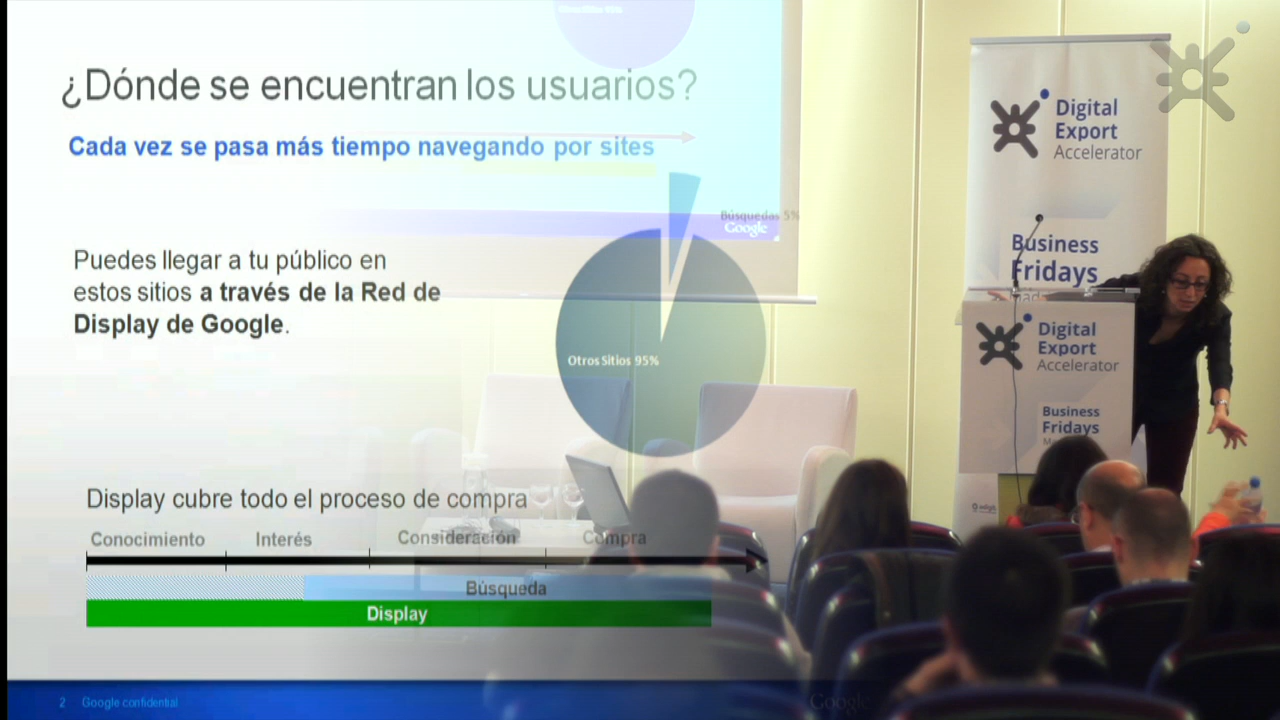 ¿Dónde se encuentran los usuarios?
Cada vez se pasa más tiempo navegando por sites
Búsquedas 5%
Google
Puedes llegar a tu público en
estos sitios a través de la Red de
Display de Google.
Otros Sitios 95%
Display cubre todo el proceso de compra
Conocimiento Interés Consideración Compra
Búsqueda
Display
2 Google confidential
Google
Digital
Export
Accelerator
Business
Fridays
Digital
Export
Accelerator
Business
Fridays